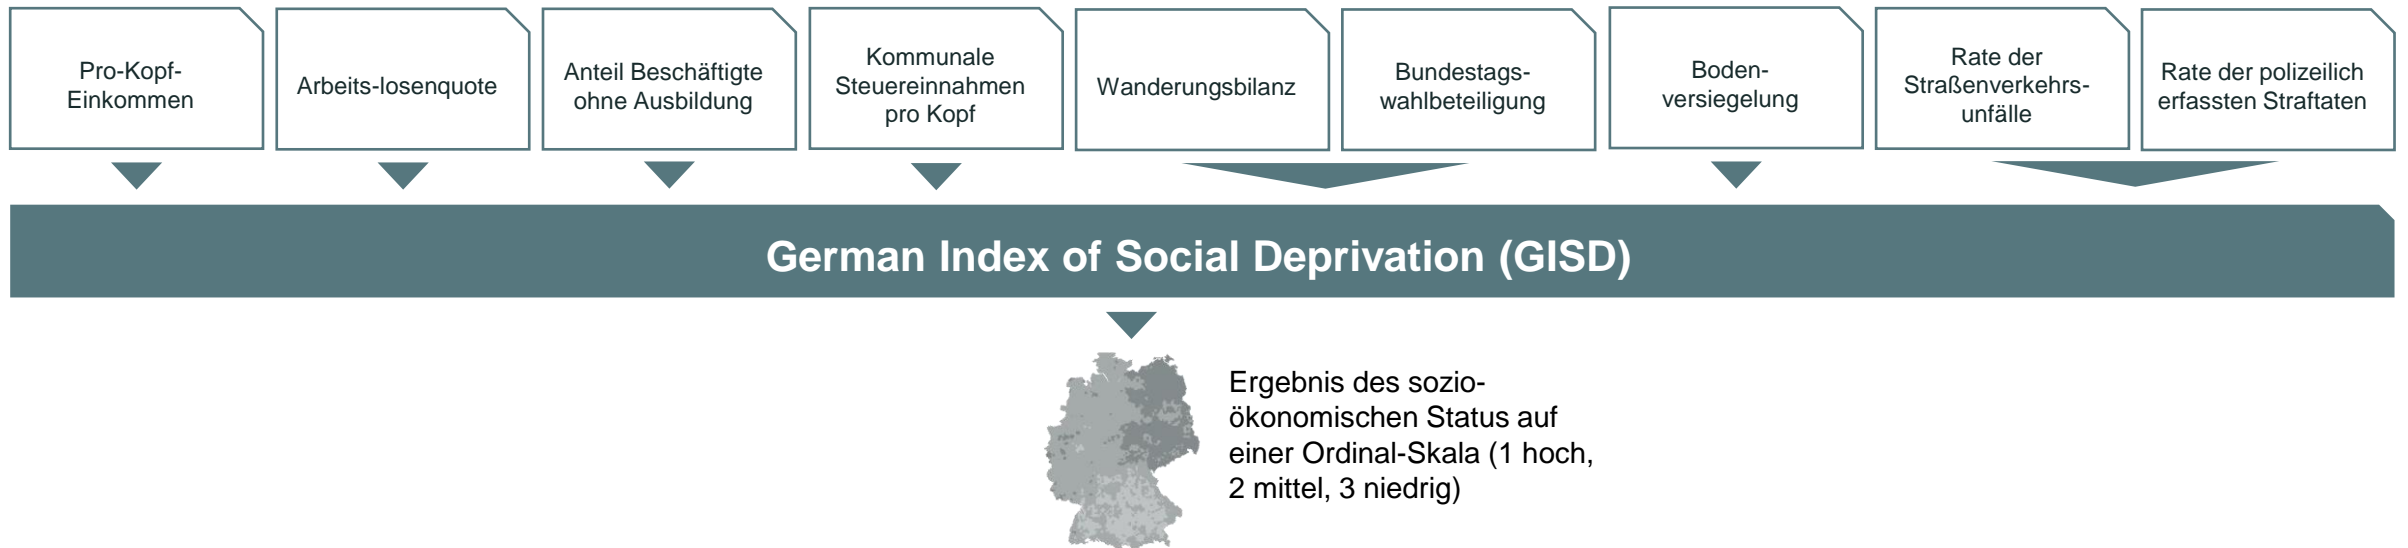 Pro-Kopf-
Einkommen
Arbeits-losenquote
Anteil Beschäftigte
ohne Ausbildung
Kommunale
Steuereinnahmen
pro Kopf
Wanderungsbilanz
Bundestags-
wahlbeteiligung
Boden-
versiegelung
Rate der
Straßenverkehrs-
unfälle
Rate der polizeilich
erfassten Straftaten
German Index of Social Deprivation (GISD)
Ergebnis des sozio-
ökonomischen Status auf
einer Ordinal-Skala (1 hoch,
2 mittel, 3 niedrig)